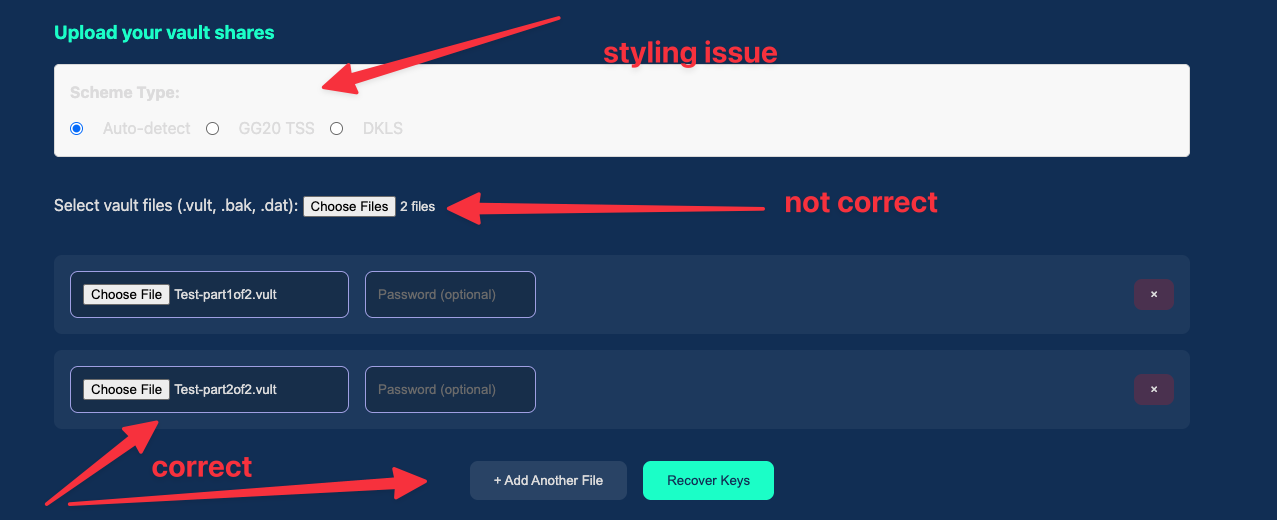 Upload your vault shares
styling issue
Scheme Type:
Auto-detect GG20 TSS DKLS
Select vault files (.vult, .bak, .dat): Choose Files 2 files
not correct
Choose File Test-part1of2.vult Password (optional) ×
Choose File Test-part2of2.vult Password (optional) ×
correct
+ Add Another File Recover Keys